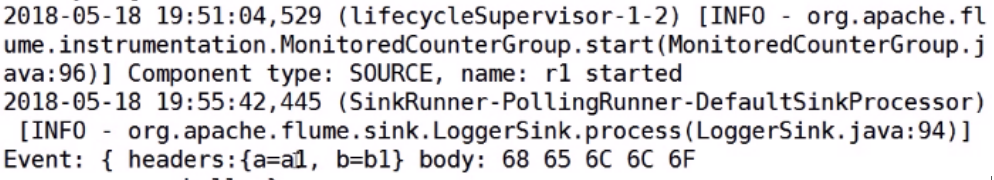 2018-05-18 19:51:04,529 (lifecycleSupervisor-1-2) [INFO - org.apache.fl
ume.instrumentation.MonitoredCounterGroup.start(MonitoredCounterGroup.j
ava:96)] Component type: SOURCE, name: r1 started
2018-05-18 19:55:42,445 (SinkRunner-PollingRunner-DefaultSinkProcessor)
[INFO - org.apache.flume.sink.LoggerSink.process(LoggerSink.java:94)]
Event: { headers:{a=a1, b=b1} body: 68 65 6C 6C 6F